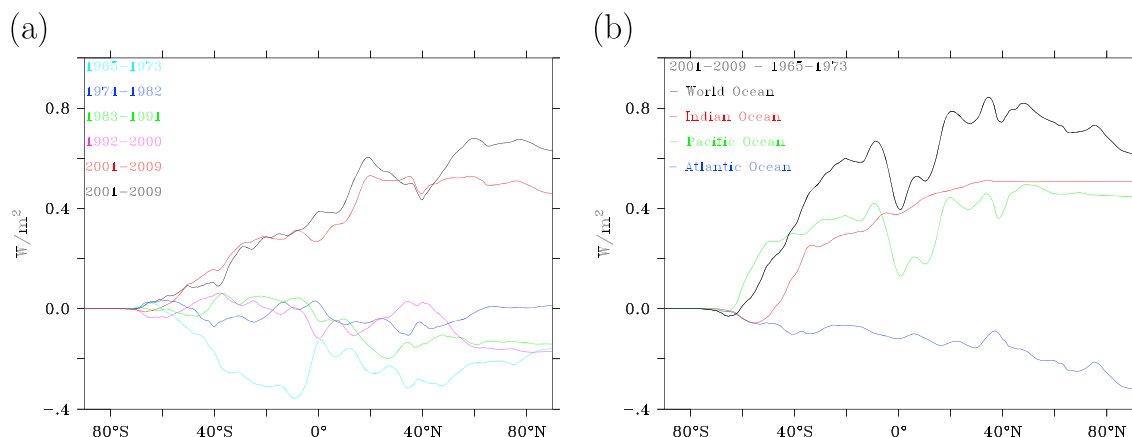 (a)
1965–1973
1974–1982
1983–1991
1992–2000
2001–2009
2001–2009
0.8
0.4
0.0
–.4
W/m²
80°S
40°S
0°
40°N
80°N
(b)
2001–2009 – 1965–1973
– World Ocean
– Indian Ocean
– Pacific Ocean
– Atlantic Ocean
0.8
0.4
0.0
–.4
W/m²
80°S
40°S
0°
40°N
80°N